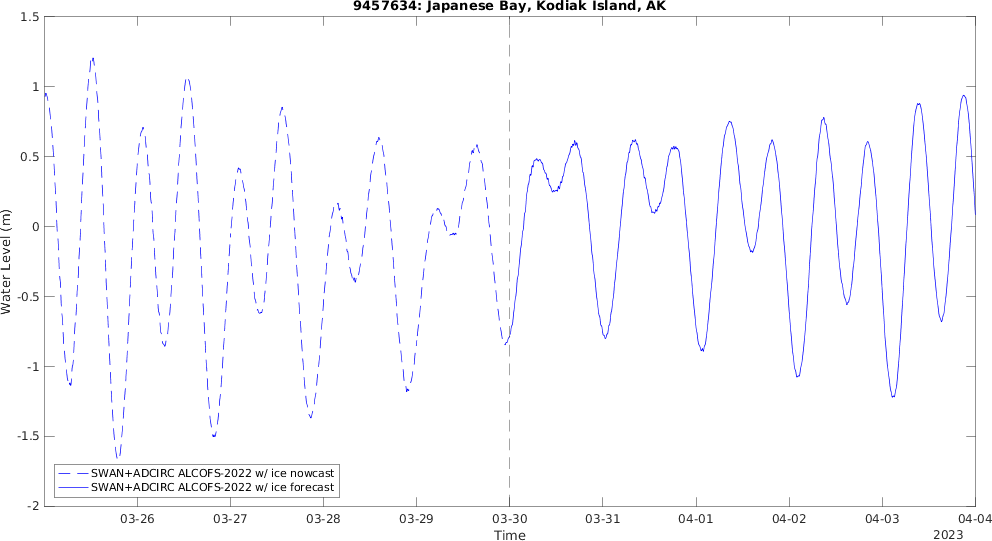 9457634: Japanese Bay, Kodiak Island, AK
1.5
1
0.5
0
-0.5
-1
-1.5
-2
Water Level (m)
SWAN+ADCIRC ALCOFS-2022 w/ ice nowcast
SWAN+ADCIRC ALCOFS-2022 w/ ice forecast
03-26 03-27 03-28 03-29 03-30 03-31 04-01 04-02 04-03 04-04
Time
2023